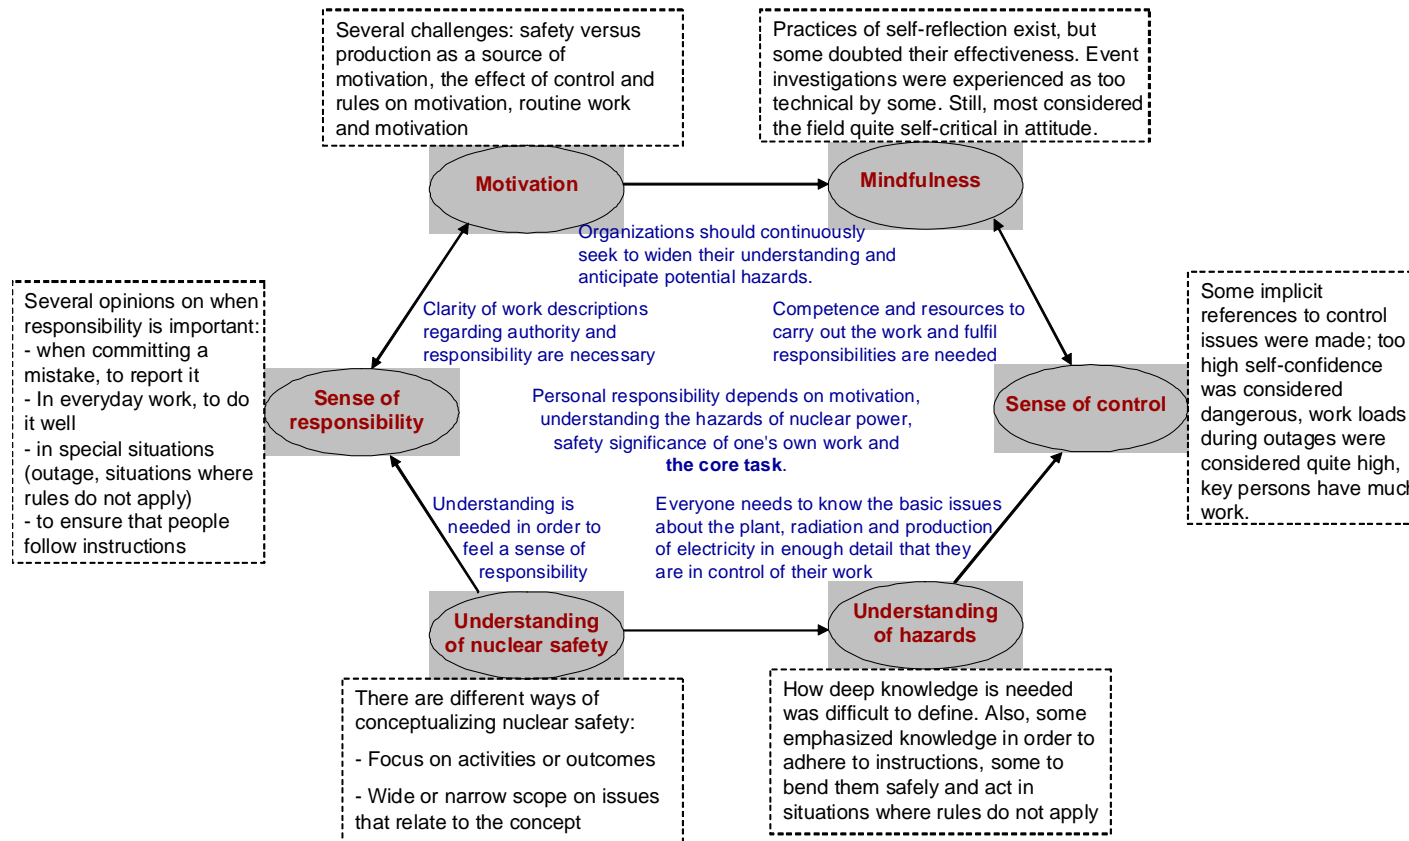 Several challenges: safety versus
production as a source of
motivation, the effect of control and
rules on motivation, routine work
and motivation
Practices of self-reflection exist, but
some doubted their effectiveness. Event
investigations were experienced as too
technical by some. Still, most considered
the field quite self-critical in attitude.
Motivation
Mindfulness
Organizations should continuously
seek to widen their understanding and
anticipate potential hazards.
Several opinions on when
responsibility is important:
- when committing a
mistake, to report it
- In everyday work, to do
it well
- in special situations
(outage, situations where
rules do not apply)
- to ensure that people
follow instructions
Clarity of work descriptions
regarding authority and
responsibility are necessary
Competence and resources to
carry out the work and fulfil
responsibilities are needed
Some implicit
references to control
issues were made; too
high self-confidence
was considered
dangerous, work loads
during outages were
considered quite high,
key persons have much
work.
Sense of
responsibility
Personal responsibility depends on motivation,
understanding the hazards of nuclear power,
safety significance of one's own work and
the core task.
Sense of control
Understanding is
needed in order to
feel a sense of
responsibility
Everyone needs to know the basic issues
about the plant, radiation and production
of electricity in enough detail that they
are in control of their work
Understanding
of nuclear safety
Understanding
of hazards
There are different ways of
conceptualizing nuclear safety:
- Focus on activities or outcomes
- Wide or narrow scope on issues
that relate to the concept
How deep knowledge is needed
was difficult to define. Also, some
emphasized knowledge in order to
adhere to instructions, some to
bend them safely and act in
situations where rules do not apply